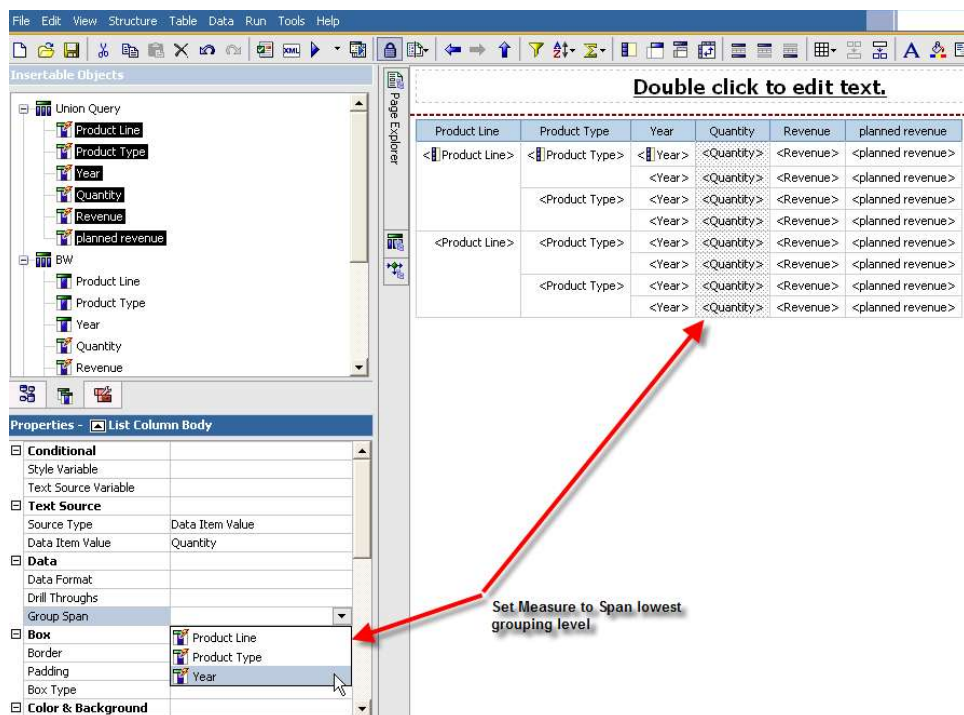 File Edit View Structure Table Data Run Tools Help
Insertable Objects
Union Query
Product Line
Product Type
Year
Quantity
Revenue
planned revenue
BW
Product Line
Product Type
Year
Quantity
Revenue
Page Explorer
Double click to edit text.
Product Line Product Type Year Quantity Revenue planned revenue
<Product Line> <Product Type> <Year> <Quantity> <Revenue> <planned revenue>
<Year> <Quantity> <Revenue> <planned revenue>
<Product Type> <Year> <Quantity> <Revenue> <planned revenue>
<Year> <Quantity> <Revenue> <planned revenue>
<Product Line> <Product Type> <Year> <Quantity> <Revenue> <planned revenue>
<Year> <Quantity> <Revenue> <planned revenue>
<Product Type> <Year> <Quantity> <Revenue> <planned revenue>
<Year> <Quantity> <Revenue> <planned revenue>
Properties - List Column Body
Conditional
Style Variable
Text Source Variable
Text Source
Source Type Data Item Value
Data Item Value Quantity
Data
Data Format
Drill Throughs
Group Span
Box
Border
Padding
Box Type
Color & Background
Product Line
Product Type
Year
Set Measure to Span lowest
grouping level